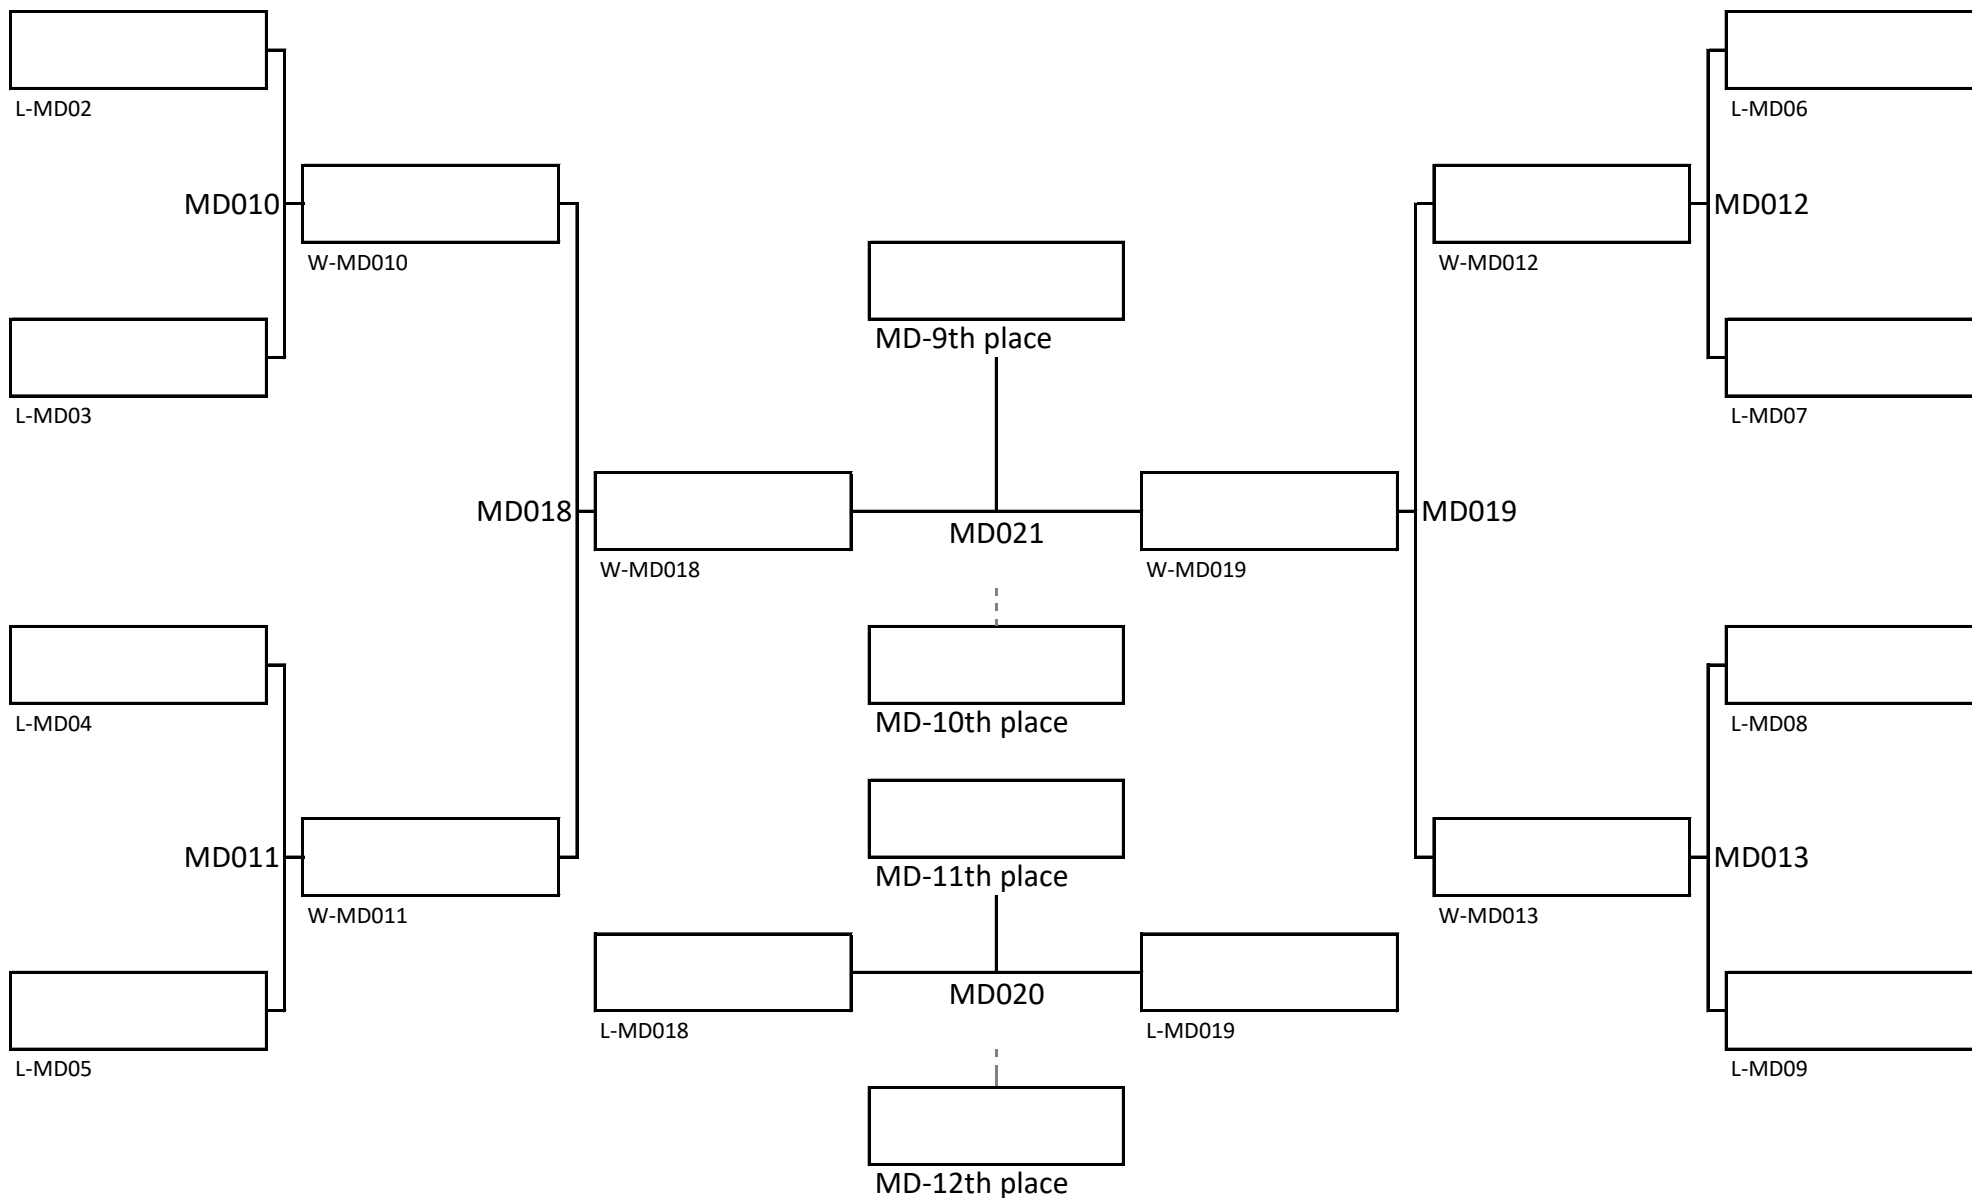 L-MD02
L-MD06
MD010
MD012
W-MD010
W-MD012
MD-9th place
L-MD03
L-MD07
MD018
MD021
MD019
W-MD018
W-MD019
L-MD04
MD-10th place
L-MD08
MD011
MD-11th place
MD013
W-MD011
W-MD013
MD020
L-MD018
L-MD019
L-MD05
L-MD09
MD-12th place